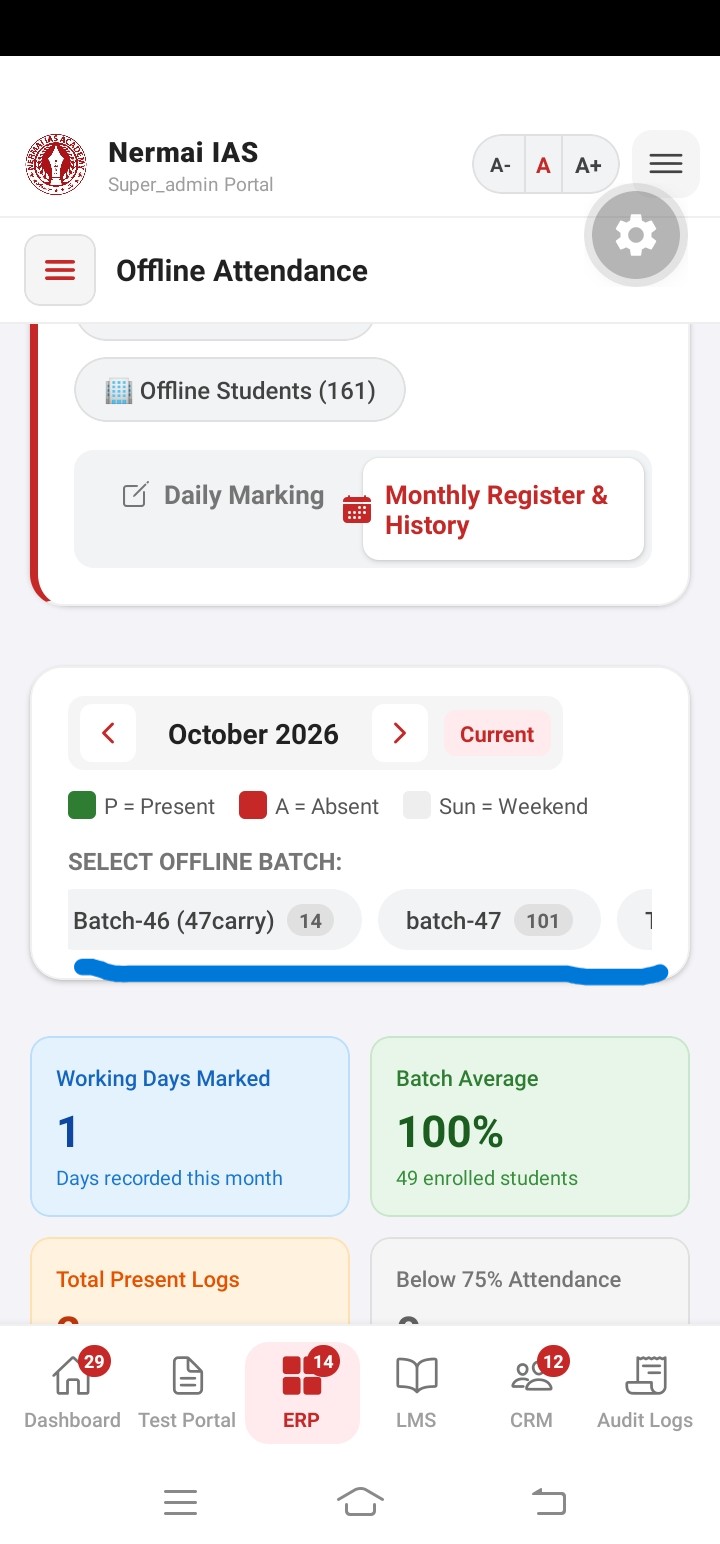 Nermai IAS
Super_admin Portal
A- A A+
Offline Attendance
Offline Students (161)
Daily Marking
Monthly Register &
History
October 2026
Current
P = Present A = Absent Sun = Weekend
SELECT OFFLINE BATCH:
Batch-46 (47carry) 14 batch-47 101
Working Days Marked
1
Days recorded this month
Batch Average
100%
49 enrolled students
Total Present Logs
Below 75% Attendance
29 14 12
Dashboard Test Portal ERP LMS CRM Audit Logs